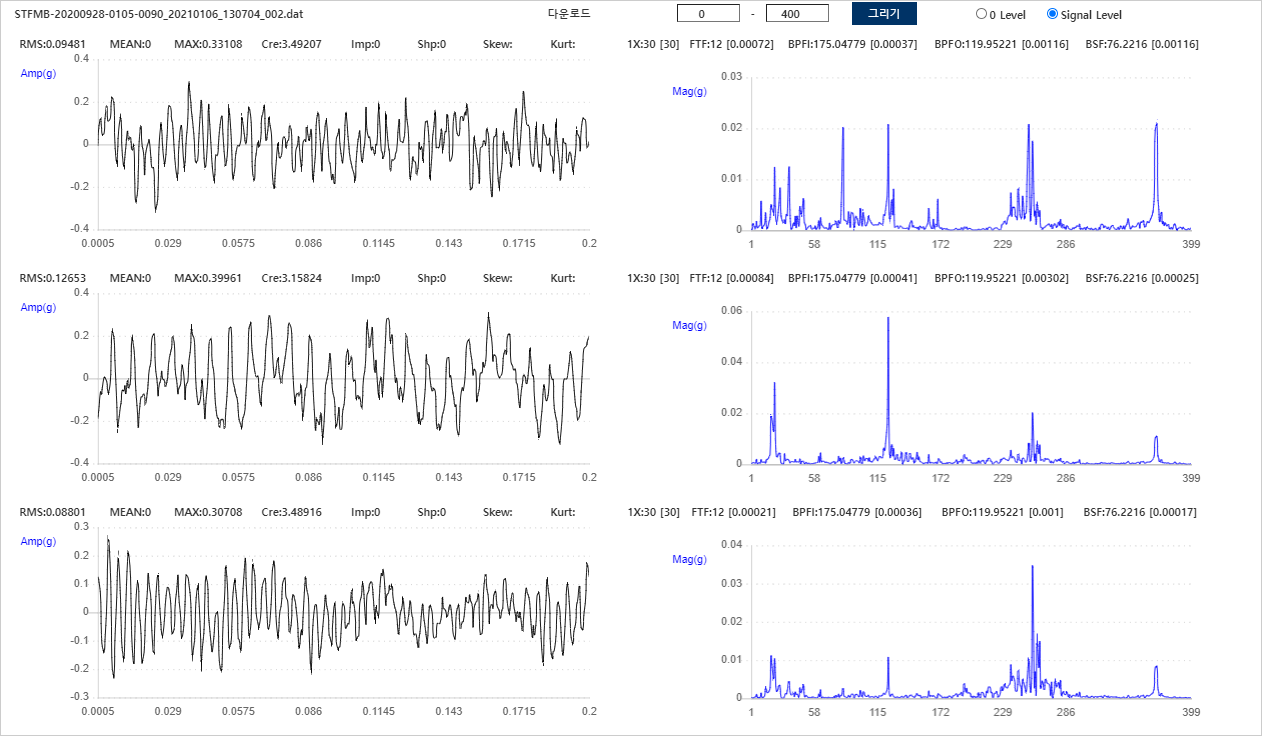 STFMB-20200928-0105-0090_20210106_130704_002.dat 다운로드 0 - 400 그리기 0 Level Signal Level
RMS:0.09481 MEAN:0 MAX:0.33108 Cre:3.49207 Imp:0 Shp:0 Skew: Kurt:
Amp(g)
0.4
0.2
0
-0.2
-0.4
0.0005 0.029 0.0575 0.086 0.1145 0.143 0.1715 0.2
1X:30 [30] FTF:12 [0.00072] BPFI:175.04779 [0.00037] BPFO:119.95221 [0.00116] BSF:76.2216 [0.00116]
Mag(g)
0.03
0.02
0.01
0
1 58 115 172 229 286 399
RMS:0.12653 MEAN:0 MAX:0.39961 Cre:3.15824 Imp:0 Shp:0 Skew: Kurt:
Amp(g)
0.4
0.2
0
-0.2
-0.4
0.0005 0.029 0.0575 0.086 0.1145 0.143 0.1715 0.2
1X:30 [30] FTF:12 [0.00084] BPFI:175.04779 [0.00041] BPFO:119.95221 [0.00302] BSF:76.2216 [0.00025]
Mag(g)
0.06
0.04
0.02
0
1 58 115 172 229 286 399
RMS:0.08801 MEAN:0 MAX:0.30708 Cre:3.48916 Imp:0 Shp:0 Skew: Kurt:
Amp(g)
0.3
0.2
0.1
0
-0.1
-0.2
-0.3
0.0005 0.029 0.0575 0.086 0.1145 0.143 0.1715 0.2
1X:30 [30] FTF:12 [0.00021] BPFI:175.04779 [0.00036] BPFO:119.95221 [0.001] BSF:76.2216 [0.00017]
Mag(g)
0.04
0.03
0.02
0.01
0
1 58 115 172 229 286 399